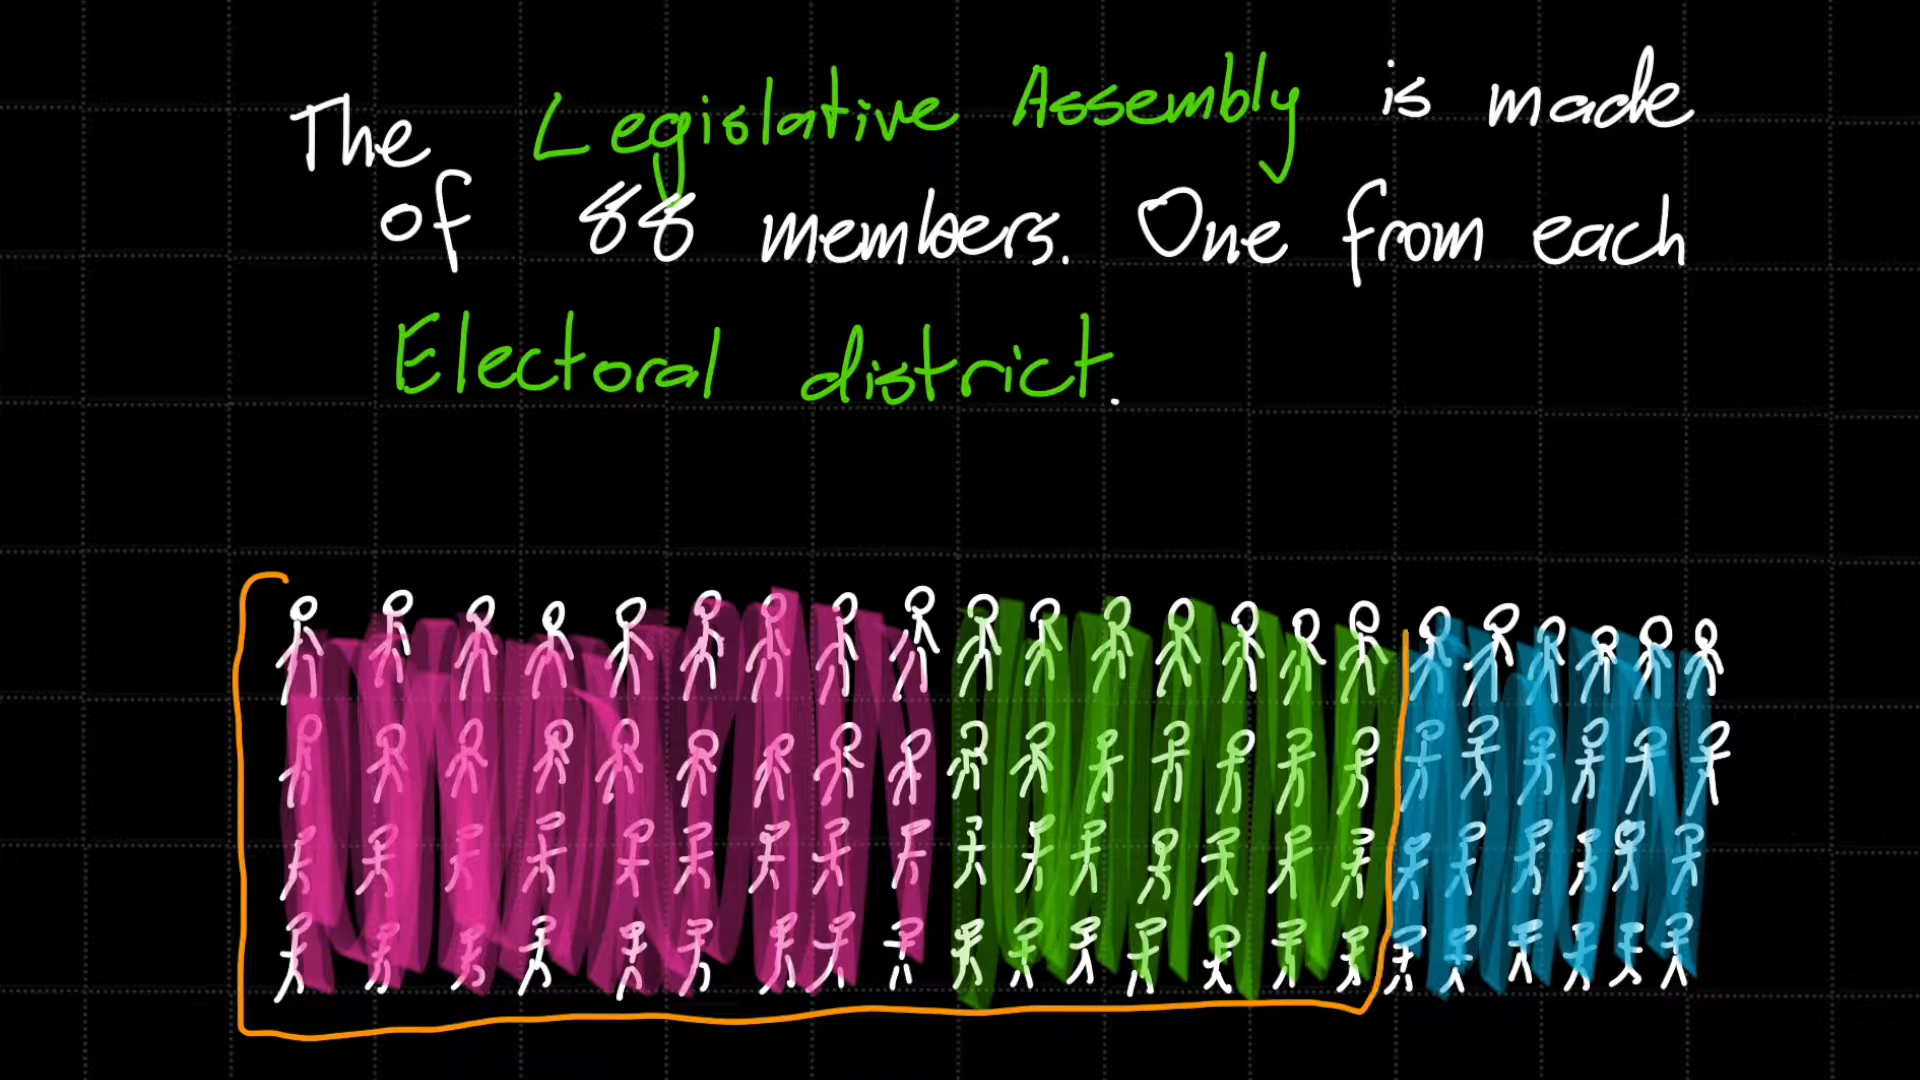 The Legislative Assembly is made
of 88 members. One from each
Electoral district.